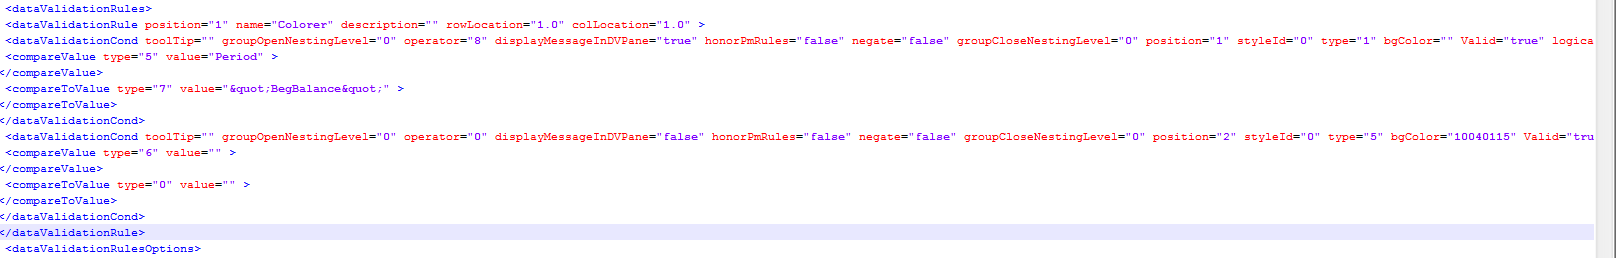 <dataValidationRules>
<dataValidationRule position="1" name="Colorer" description="" rowLocation="1.0" colLocation="1.0" >
<dataValidationCond toolTip="" groupOpenNestingLevel="0" operator="8" displayMessageInDVPane="true" honorPmRules="false" negate="false" groupCloseNestingLevel="0" position="1" styleId="0" type="1" bgColor="" Valid="true" logica
<compareValue type="5" value="Period" >
</compareValue>
<compareToValue type="7" value="&quot;BegBalance&quot;" >
</compareToValue>
</dataValidationCond>
<dataValidationCond toolTip="" groupOpenNestingLevel="0" operator="0" displayMessageInDVPane="false" honorPmRules="false" negate="false" groupCloseNestingLevel="0" position="2" styleId="0" type="5" bgColor="10040115" Valid="tru
<compareValue type="6" value="" >
</compareValue>
<compareToValue type="0" value="" >
</compareToValue>
</dataValidationCond>
</dataValidationRule>
<dataValidationRulesOptions>